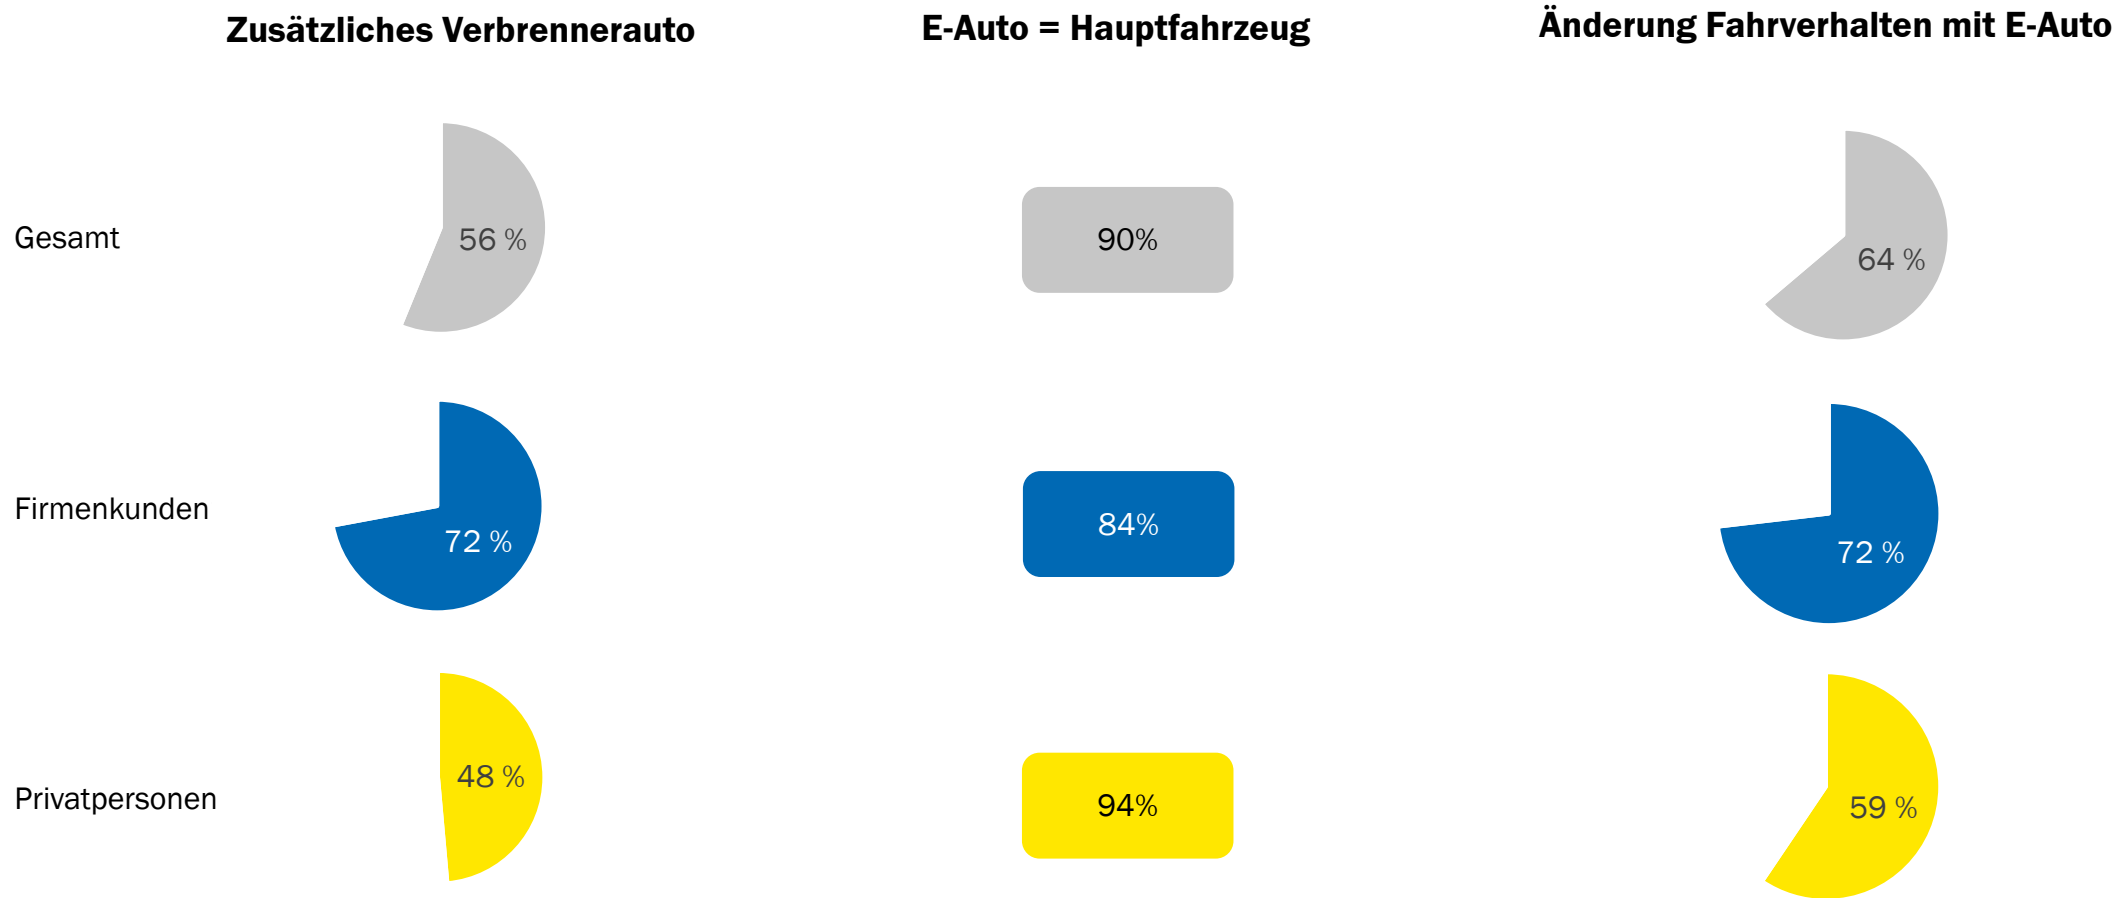 Zusätzliches Verbrennerauto
E-Auto = Hauptfahrzeug
Änderung Fahrverhalten mit E-Auto
Gesamt
56 %
90%
64 %
Firmenkunden
72 %
84%
72 %
Privatpersonen
48 %
94%
59 %